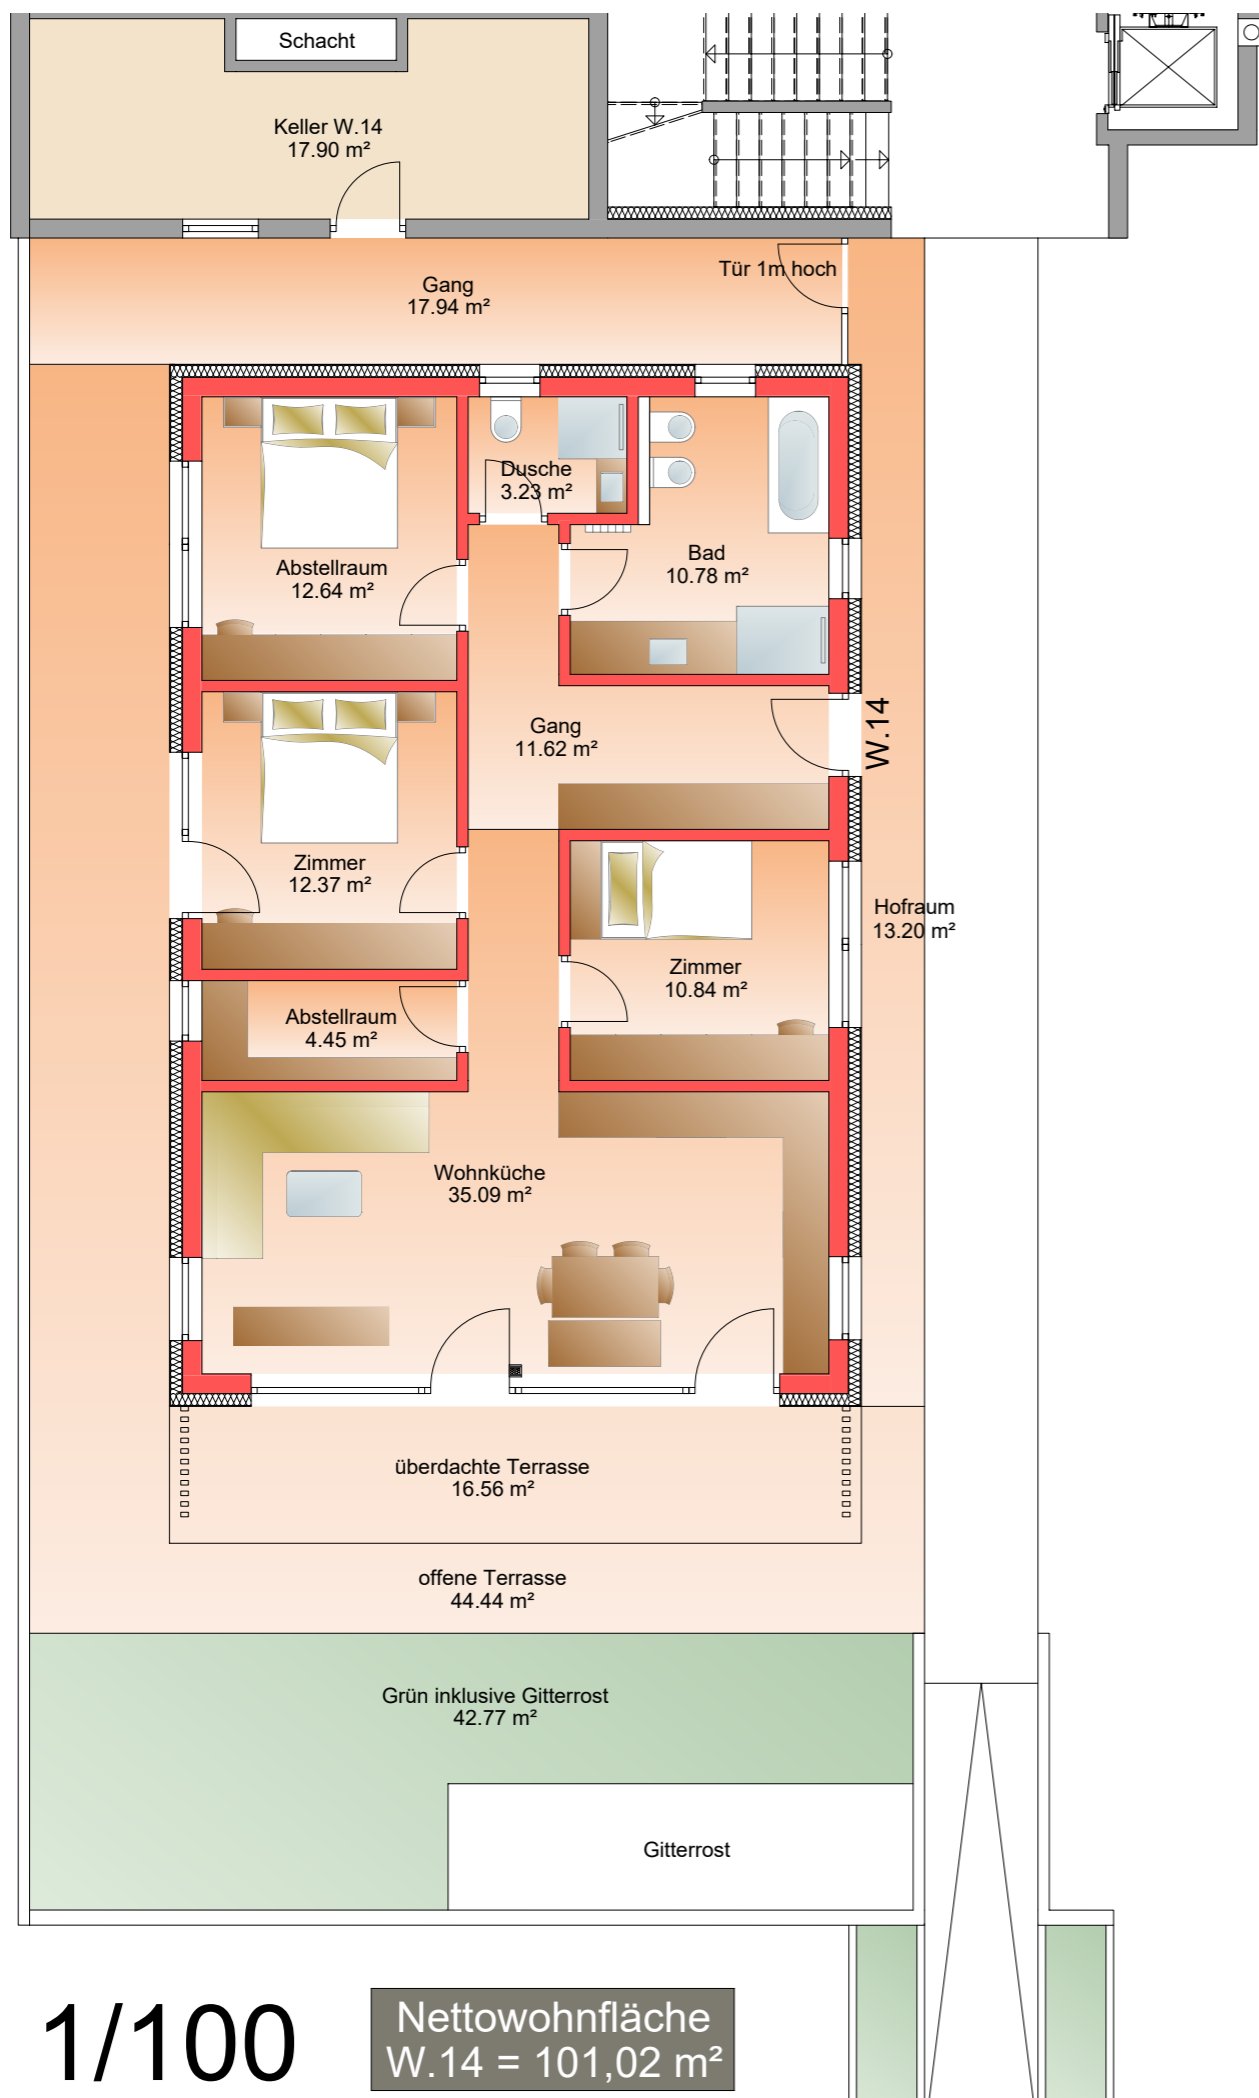 Schacht
Keller W.14
17.90 m²
Tür 1m hoch
Gang
17.94 m²
Dusche
3.23 m²
Abstellraum
12.64 m²
Bad
10.78 m²
Gang
11.62 m²
W.14
Zimmer
12.37 m²
Hofraum
13.20 m²
Zimmer
10.84 m²
Abstellraum
4.45 m²
Wohnküche
35.09 m²
überdachte Terrasse
16.56 m²
offene Terrasse
44.44 m²
Grün inklusive Gitterrost
42.77 m²
Gitterrost
1/100
Nettowohnfläche
W.14 = 101,02 m²